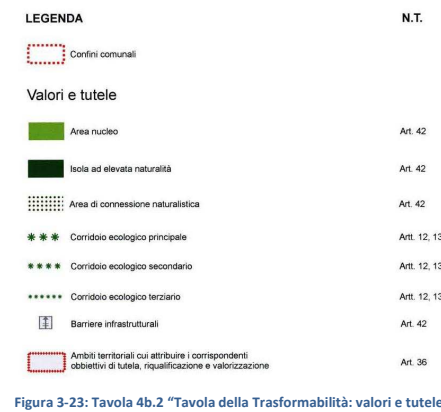 LEGENDA N.T.
Confini comunali
Valori e tutele
Area nucleo Art. 42
Isola ad elevata naturalità Art. 42
Area di connessione naturalistica Art. 42
Corridoio ecologico principale Artt. 12, 13
Corridoio ecologico secondario Artt. 12, 13
Corridoio ecologico terziario Artt. 12, 13
Barriere infrastrutturali Art. 42
Ambiti territoriali cui attribuire i corrispondenti
obbiettivi di tutela, riqualificazione e valorizzazione Art. 36
Figura 3-23: Tavola 4b.2 “Tavola della Trasformabilità: valori e tutele